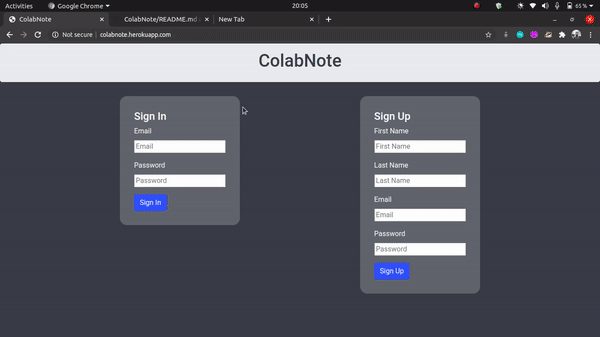 Activities Google Chrome 20:05 65 %
ColabNote ColabNote/README.md New Tab
Not secure colabnote.herokuapp.com
ColabNote
Sign In
Email
Email
Password
Password
Sign In
Sign Up
First Name
First Name
Last Name
Last Name
Email
Email
Password
Password
Sign Up